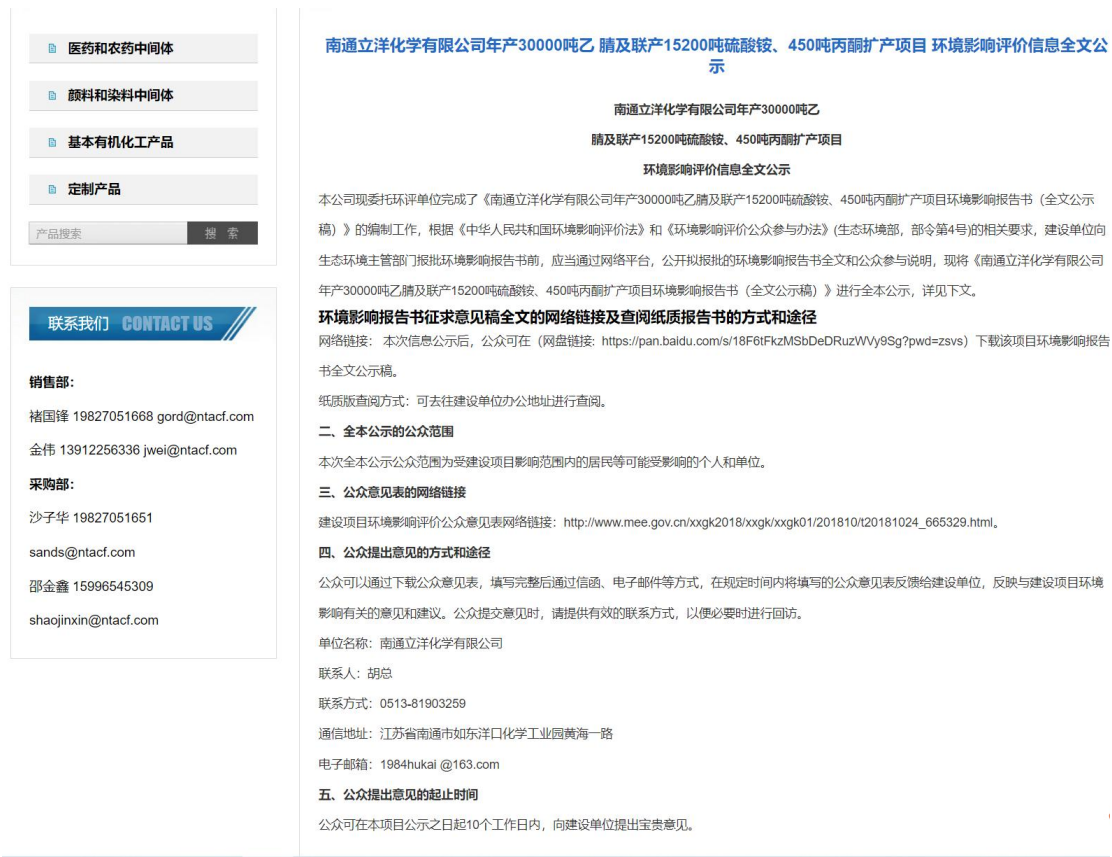 医药和农药中间体
颜料和染料中间体
基本有机化工产品
定制产品
产品搜索
搜 索
联系我们 CONTACT US
销售部：
褚国锋 19827051668 gord@ntacf.com
金伟 13912256336 jwei@ntacf.com
采购部：
沙子华 19827051651
sands@ntacf.com
邵金鑫 15996545309
shaojinxin@ntacf.com
南通立洋化学有限公司年产30000吨乙 腈及联产15200吨硫酸铵、450吨丙酮扩产项目 环境影响评价信息全文公
示
南通立洋化学有限公司年产30000吨乙
腈及联产15200吨硫酸铵、450吨丙酮扩产项目
环境影响评价信息全文公示
本公司现委托环评单位完成了《南通立洋化学有限公司年产30000吨乙腈及联产15200吨硫酸铵、450吨丙酮扩产项目环境影响报告书（全文公示
稿）》的编制工作，根据《中华人民共和国环境影响评价法》和《环境影响评价公众参与办法》(生态环境部，部令第4号)的相关要求，建设单位向
生态环境主管部门报批环境影响报告书前，应当通过网络平台，公开拟报批的环境影响报告书全文和公众参与说明，现将《南通立洋化学有限公司
年产30000吨乙腈及联产15200吨硫酸铵、450吨丙酮扩产项目环境影响报告书（全文公示稿）》进行全本公示，详见下文。
环境影响报告书征求意见稿全文的网络链接及查阅纸质报告书的方式和途径
网络链接： 本次信息公示后，公众可在（网盘链接：https://pan.baidu.com/s/18F6tFkzMSbDeDRuzWVy9Sg?pwd=zsvs）下载该项目环境影响报告
书全文公示稿。
纸质版查阅方式：可去往建设单位办公地址进行查阅。
二、全本公示的公众范围
本次全本公示公众范围为受建设项目影响范围内的居民等可能受影响的个人和单位。
三、公众意见表的网络链接
建设项目环境影响评价公众意见表网络链接：http://www.mee.gov.cn/xxgk2018/xxgk/xxgk01/201810/t20181024_665329.html。
四、公众提出意见的方式和途径
公众可以通过下载公众意见表，填写完整后通过信函、电子邮件等方式，在规定时间内将填写的公众意见表反馈给建设单位，反映与建设项目环境
影响有关的意见和建议。公众提交意见时，请提供有效的联系方式，以便必要时进行回访。
单位名称：南通立洋化学有限公司
联系人：胡总
联系方式：0513-81903259
通信地址：江苏省南通市如东洋口化学工业园黄海一路
电子邮箱：1984hukai @163.com
五、公众提出意见的起止时间
公众可在本项目公示之日起10个工作日内，向建设单位提出宝贵意见。